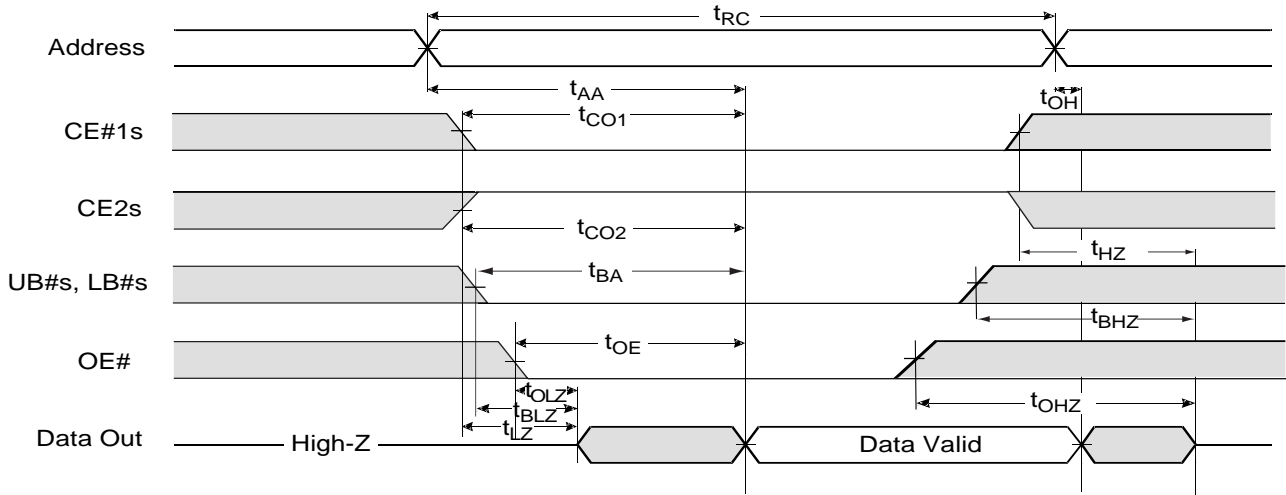 tRC
Address
tAA
tOH
tCO1
CE#1s
CE2s
tCO2
tHZ
tBA
UB#s, LB#s
tBHZ
tOE
OE#
tOLZ
tBLZ
tOHZ
tLZ
Data Out
High-Z
Data Valid